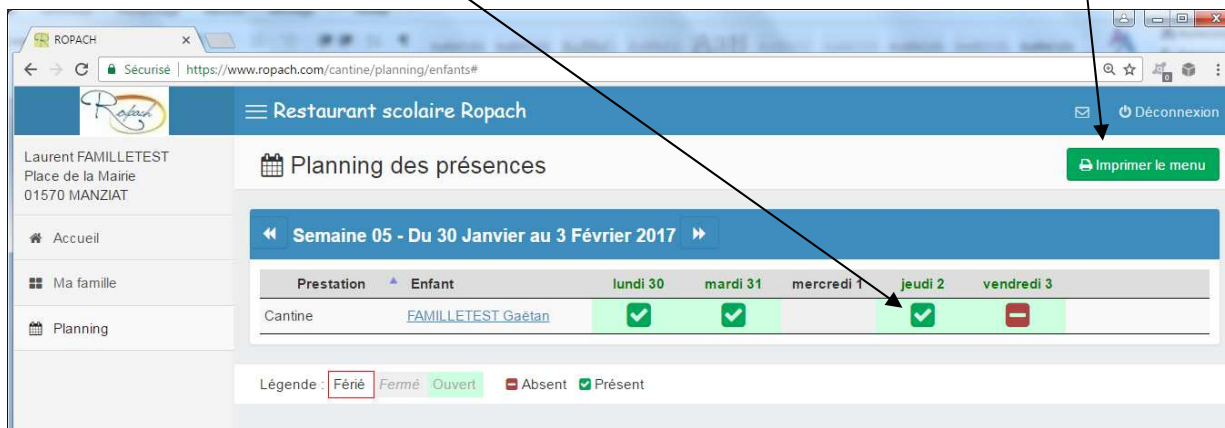 ROPACH
Sécurisé | https://www.ropach.com/cantine/planning/enfants#
Ropach
Restaurant scolaire Ropach
Déconnexion
Laurent FAMILLETEST
Place de la Mairie
01570 MANZIAT
Planning des présences
Imprimer le menu
Accueil
Ma famille
Planning
Semaine 05 - Du 30 Janvier au 3 Février 2017
Prestation Enfant lundi 30 mardi 31 mercredi 1 jeudi 2 vendredi 3
Cantine FAMILLETEST Gaëtan
Légende : Férié Fermé Ouvert Absent Présent